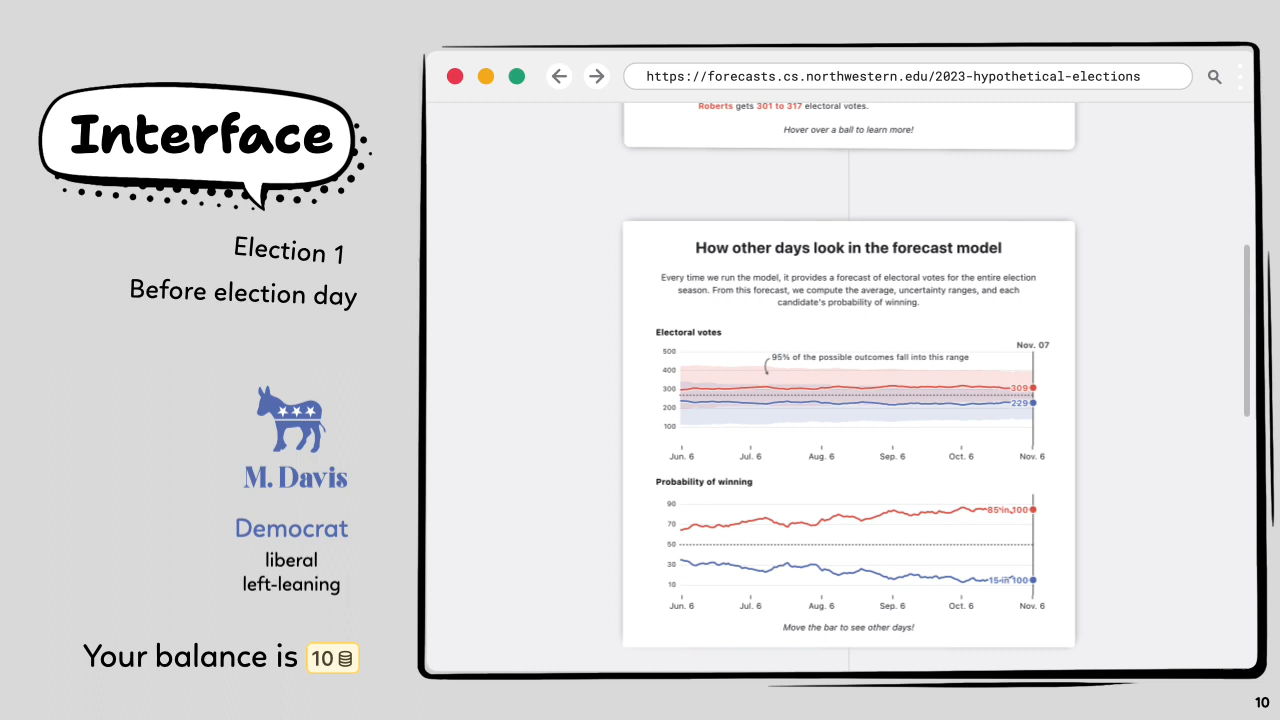 Interface
Election 1
Before election day
M. Davis
Democrat
liberal
left-leaning
Your balance is 10
https://forecasts.cs.northwestern.edu/2023-hypothetical-elections
Roberts gets 301 to 317 electoral votes.
Hover over a ball to learn more!
How other days look in the forecast model
Every time we run the model, it provides a forecast of electoral votes for the entire election
season. From this forecast, we compute the average, uncertainty ranges, and each
candidate's probability of winning.
Electoral votes
Nov. 07
500
95% of the possible outcomes fall into this range
400
300
309
200
229
100
Jun. 6 Jul. 6 Aug. 6 Sep. 6 Oct. 6 Nov. 6
Probability of winning
90
85 in 100
70
50
30
10
15 in 100
Jun. 6 Jul. 6 Aug. 6 Sep. 6 Oct. 6 Nov. 6
Move the bar to see other days!
10